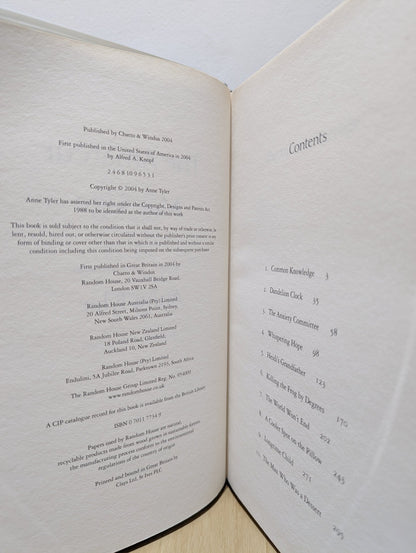 Published by Chatto & Windus 2004
First published in the United States of America in 2004
by Alfred A. Knopf
2 4 6 8 10 9 7 5 3 1
Copyright © 2004 by Anne Tyler
Anne Tyler has asserted her right under the Copyright, Designs and Patents Act
1988 to be identified as the author of this work
This book is sold subject to the condition that it shall not, by way of trade or otherwise, be
lent, resold, hired out, or otherwise circulated without the publisher's prior consent in any
form of binding or cover other than that in which it is published and without a similar
condition including this condition being imposed on the subsequent purchaser
First published in Great Britain in 2004 by
Chatto & Windus
Random House, 20 Vauxhall Bridge Road,
London SW1V 2SA
Random House Australia (Pty) Limited
20 Alfred Street, Milsons Point, Sydney,
New South Wales 2061, Australia
Random House New Zealand Limited
18 Poland Road, Glenfield,
Auckland 10, New Zealand
Random House (Pty) Limited
Endulini, 5A Jubilee Road, Parktown 2193, South Africa
The Random House Group Limited Reg. No. 954009
www.randomhouse.co.uk
A CIP catalogue record for this book is available from the British Library
ISBN 0 7011 7734 9
Papers used by Random House are natural,
recyclable products made from wood grown in sustainable forests;
the manufacturing process conform to the environmental
regulations of the country of origin
Printed and bound in Great Britain by
Clays Ltd, St Ives PLC
Contents
1. Common Knowledge 3
2. Dandelion Clock 35
3. The Anxiety Committee 58
4. Whispering Hope 98
5. Heidi's Grandfather 123
6. Killing the Frog by Degrees 170
7. The World Won't End 202
8. A Cooler Spot on the Pillow 245
9. Longtime Child 271
10. The Man Who Was a Dessert 299